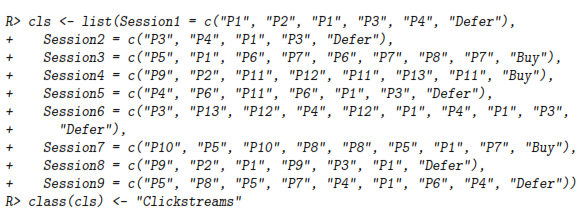 R> cls <- list(Session1 = c("P1", "P2", "P1", "P3", "P4", "Defer"),
+ Session2 = c("P3", "P4", "P1", "P3", "Defer"),
+ Session3 = c("P5", "P1", "P6", "P7", "P6", "P7", "P8", "P7", "Buy"),
+ Session4 = c("P9", "P2", "P11", "P12", "P11", "P13", "P11", "Buy"),
+ Session5 = c("P4", "P6", "P11", "P6", "P1", "P3", "Defer"),
+ Session6 = c("P3", "P13", "P12", "P4", "P12", "P1", "P4", "P1", "P3",
+ "Defer"),
+ Session7 = c("P10", "P5", "P10", "P8", "P8", "P5", "P1", "P7", "Buy"),
+ Session8 = c("P9", "P2", "P1", "P9", "P3", "P1", "Defer"),
+ Session9 = c("P5", "P8", "P5", "P7", "P4", "P1", "P6", "P4", "Defer"))
R> class(cls) <- "Clickstreams"